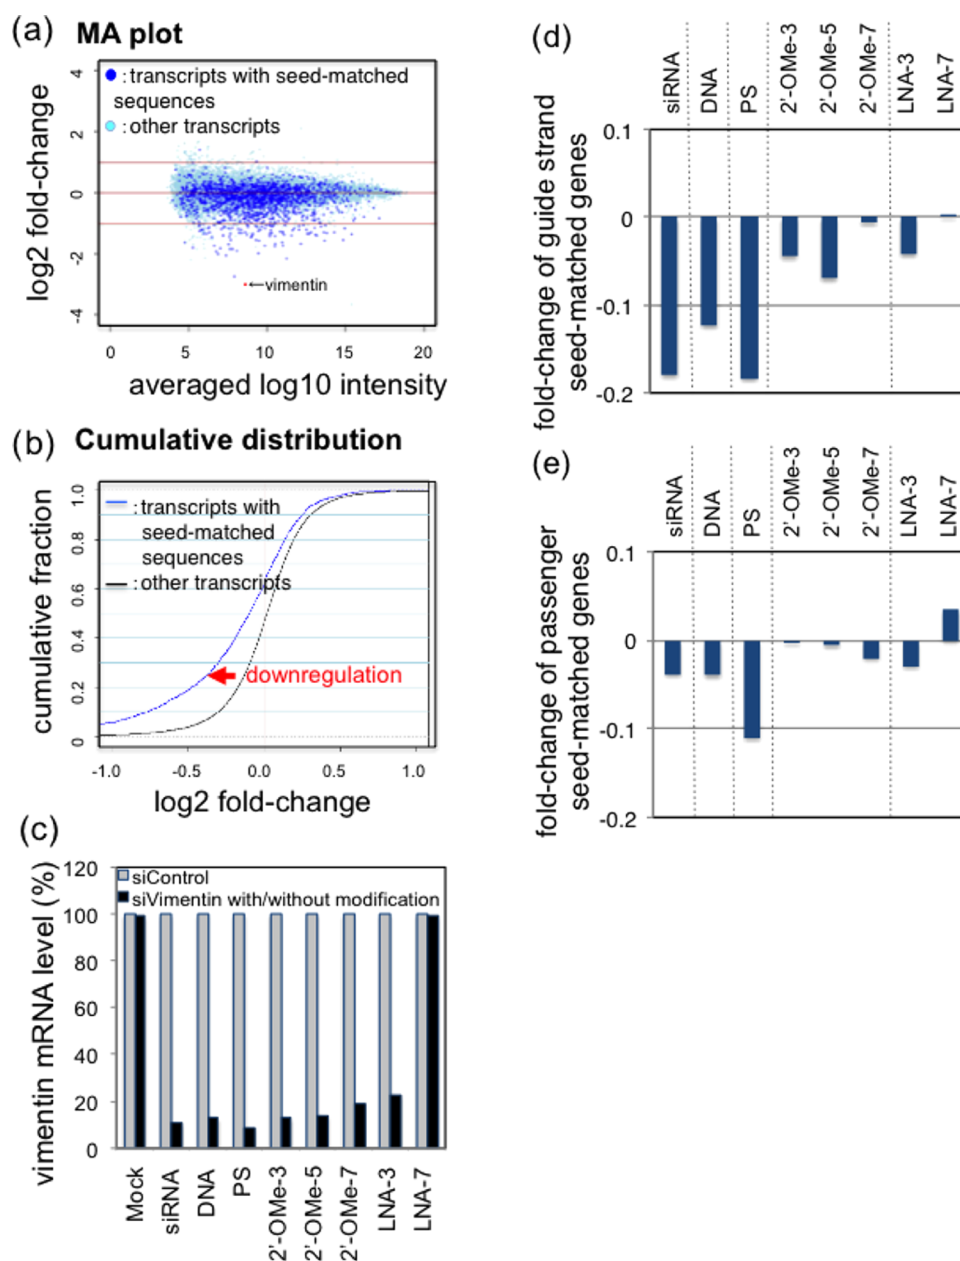 (a) MA plot
: transcripts with seed-matched
sequences
: other transcripts
log2 fold-change
4
2
0
-2
-4
←vimentin
0 5 10 15 20
averaged log10 intensity
(b) Cumulative distribution
: transcripts with
seed-matched
sequences
: other transcripts
cumulative fraction
1.0
0.8
0.6
0.4
0.2
0
downregulation
-1.0 -0.5 0.0 0.5 1.0
log2 fold-change
(c)
siControl
siVimentin with/without modification
vimentin mRNA level (%)
120
100
80
60
40
20
0
Mock siRNA DNA PS 2'-OMe-3 2'-OMe-5 2'-OMe-7 LNA-3 LNA-7
(d)
siRNA DNA PS 2'-OMe-3 2'-OMe-5 2'-OMe-7 LNA-3 LNA-7
fold-change of guide strand
seed-matched genes
0.1
0
-0.1
-0.2
(e)
siRNA DNA PS 2'-OMe-3 2'-OMe-5 2'-OMe-7 LNA-3 LNA-7
fold-change of passenger
seed-matched genes
0.1
0
-0.1
-0.2